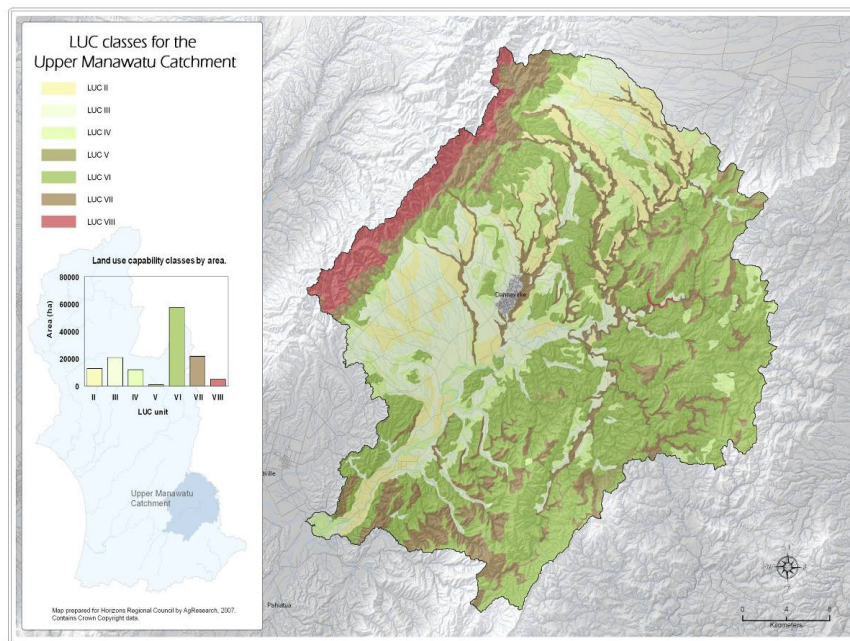 LUC classes for the
Upper Manawatu Catchment
LUC II
LUC III
LUC IV
LUC V
LUC VI
LUC VII
LUC VIII
Land use capability classes by area.
Area (ha)
80000
60000
40000
20000
0
II III IV V VI VII VIII
LUC unit
Upper Manawatu
Catchment
Map prepared for Horizons Regional Council by AgResearch, 2007.
Contains Crown Copyright data.
Dannevirke
Pahiatua
0 4 8
Kilometers